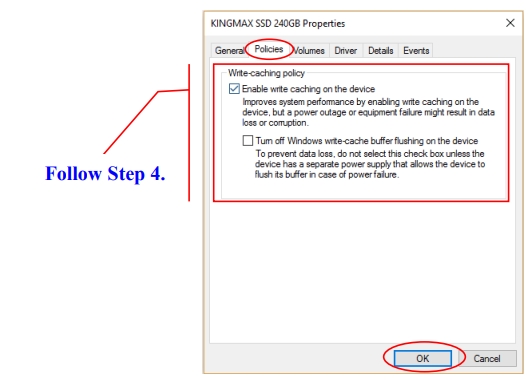 KINGMAX SSD 240GB Properties
General Policies Volumes Driver Details Events
Write-caching policy
Enable write caching on the device
Improves system performance by enabling write caching on the
device, but a power outage or equipment failure might result in data
loss or corruption.
Turn off Windows write-cache buffer flushing on the device
To prevent data loss, do not select this check box unless the
device has a separate power supply that allows the device to
flush its buffer in case of power failure.
Follow Step 4.
OK Cancel